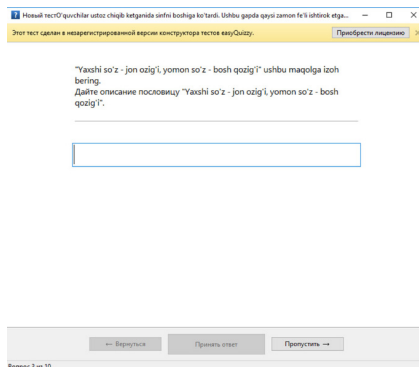 Новый тестO'quvchilar ustoz chiqib ketganida sinfni boshiga ko'tardi. Ushbu gapda qaysi zamon fe'li ishtirok etga...
Этот тест сделан в незарегистрированной версии конструктора тестов easyQuizzy.
Приобрести лицензию
"Yaxshi so'z - jon ozig'i, yomon so'z - bosh qozig'i" ushbu maqolga izoh
bering.
Дайте описание пословицу "Yaxshi so'z - jon ozig'i, yomon so'z - bosh
qozig'i".
← Вернуться
Принять ответ
Пропустить →
Вопрос 3 из 10